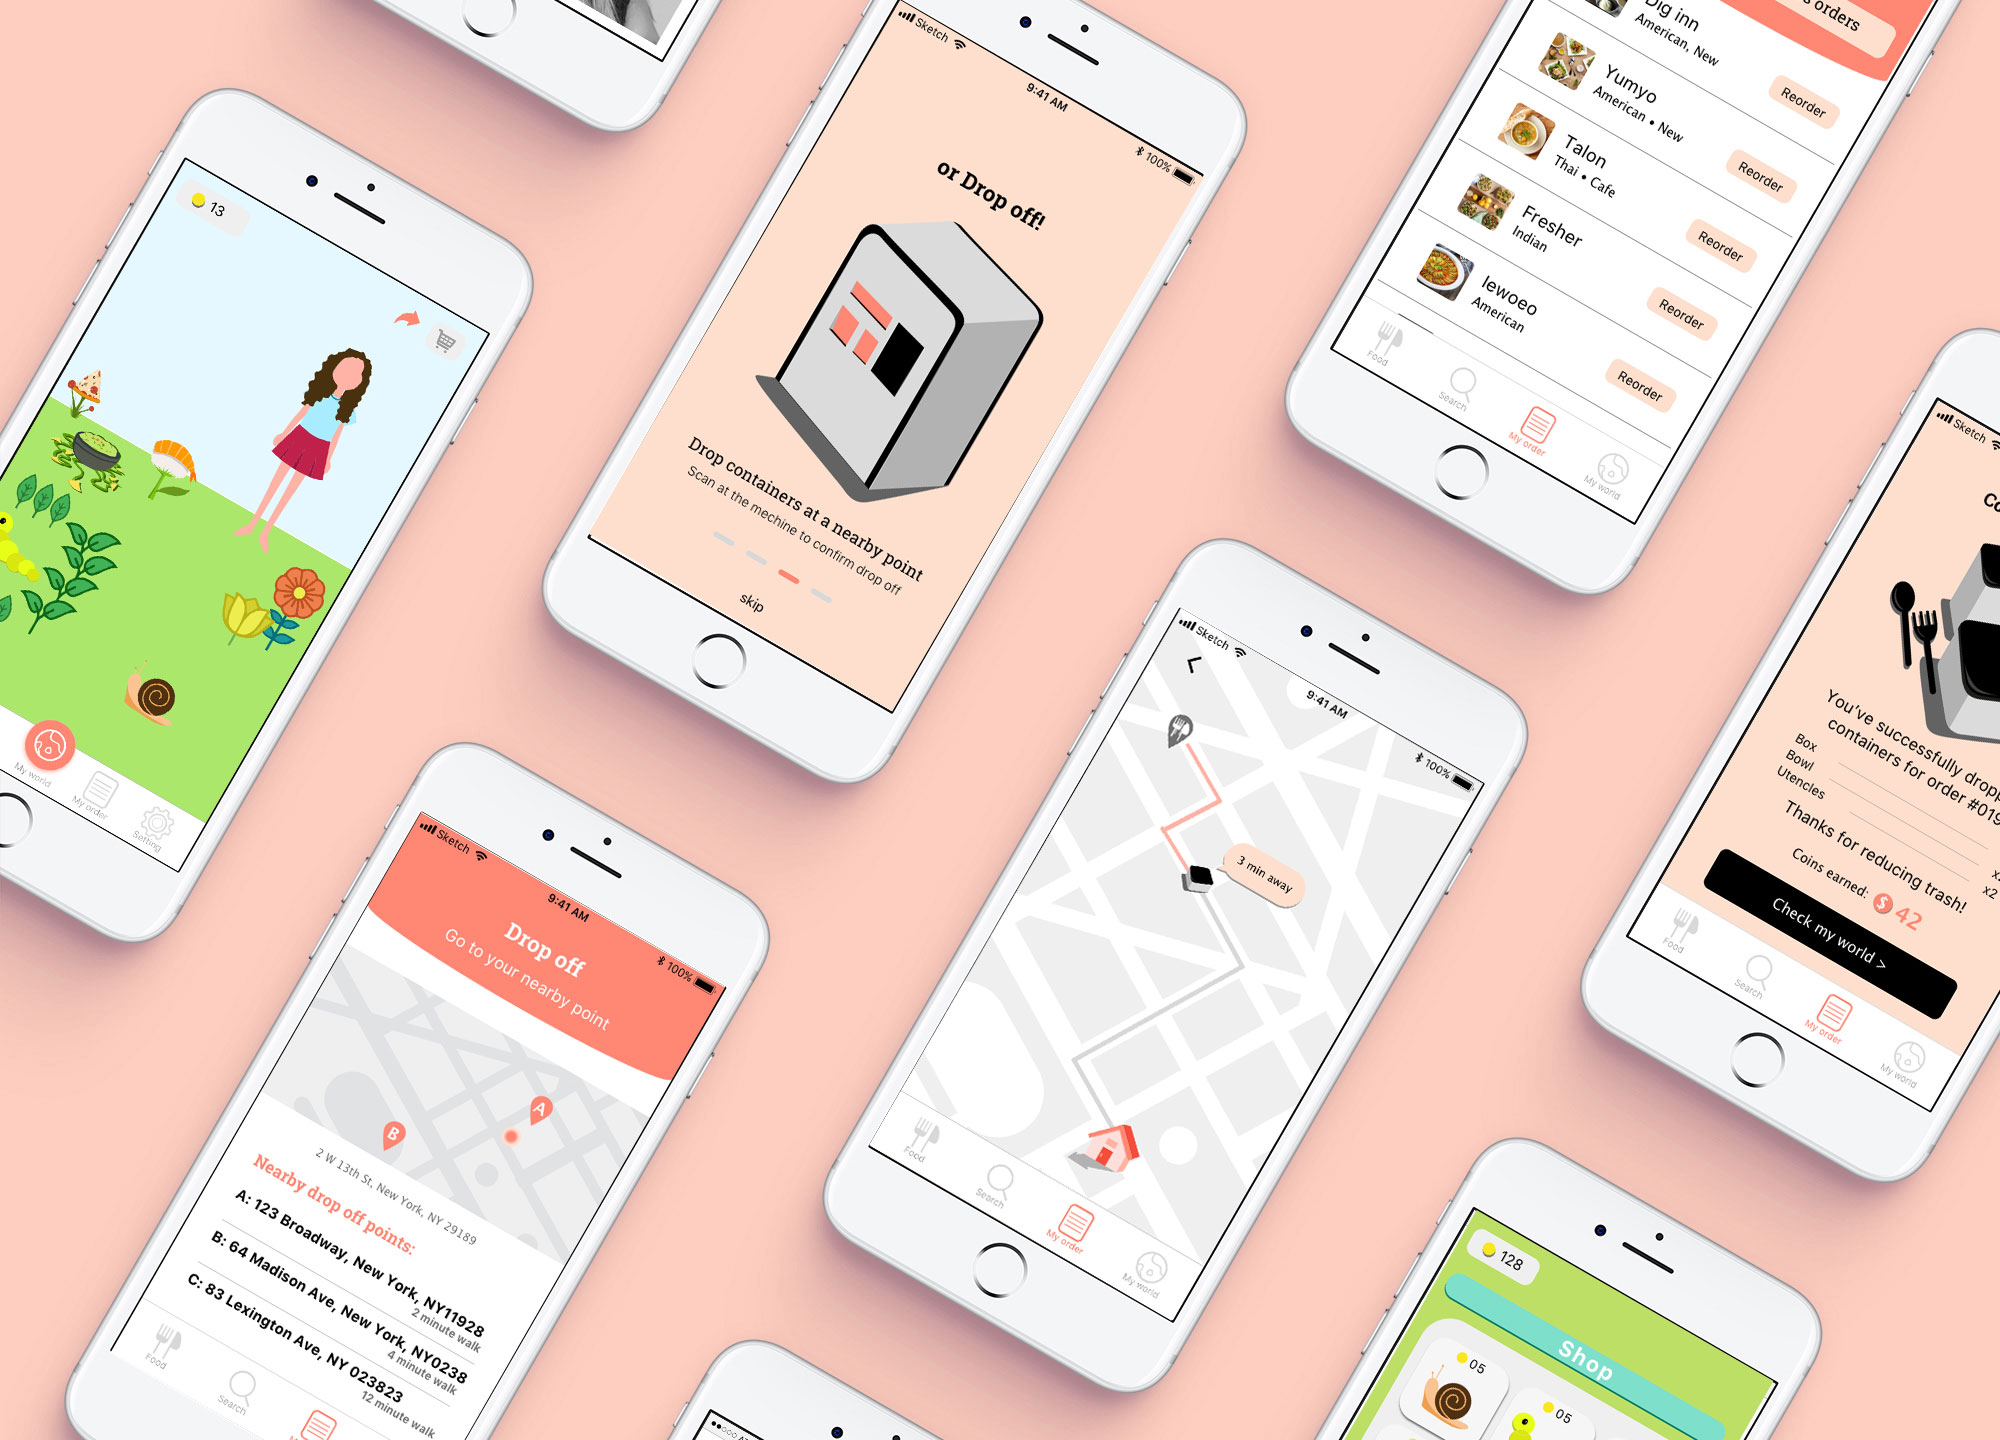 13
My world
My order
Setting
Sketch
9:41 AM
100%
or Drop off!
Drop containers at a nearby point
Scan at the mechine to confirm drop off
skip
orders
Dig inn
American, New
Yumyo
American • New
Reorder
Talon
Thai • Cafe
Reorder
Fresher
Indian
Reorder
Iewoeo
American
Reorder
Reorder
Food
Search
My order
My world
Sketch
9:41 AM
100%
Drop off
Go to your nearby point
A
B
2 W 13th St, New York, NY 29189
Nearby drop off points:
A: 123 Broadway, New York, NY11928
2 minute walk
B: 64 Madison Ave, New York, NY0238
4 minute walk
C: 83 Lexington Ave, NY 023823
12 minute walk
Food
Search
Sketch
9:41 AM
100%
3 min away
Food
Search
My order
My world
Sketch
Co
You've successfully dropp
containers for order #019
Box
Bowl
Utencles
x2
Thanks for reducing trash!
Coins earned: $ 42
Check my world >
Food
Search
My order
My world
128
Shop
05
05